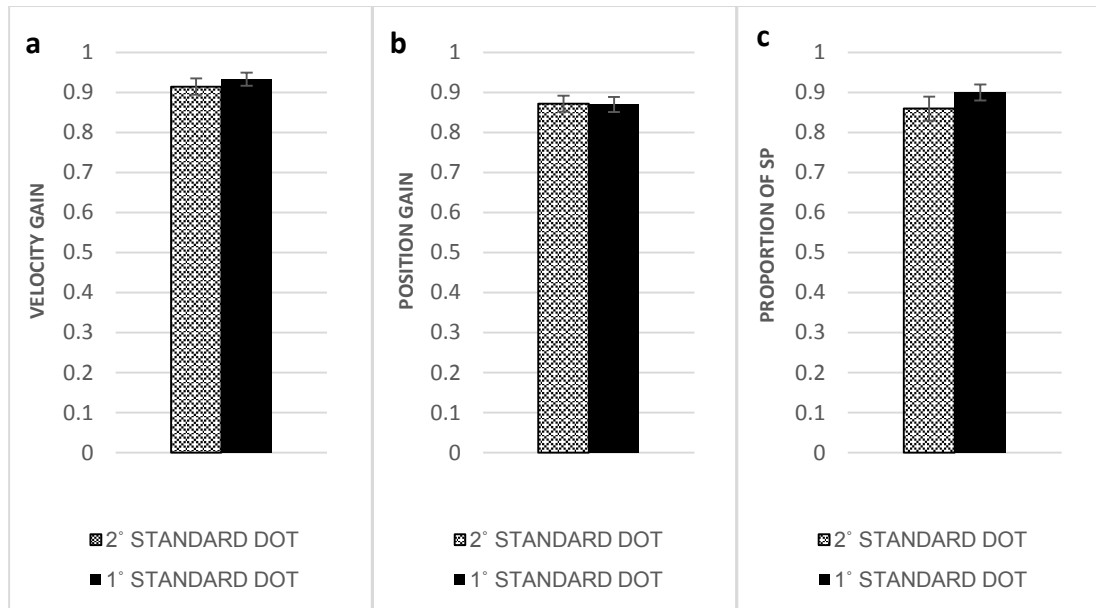 a
1
0.9
0.8
0.7
0.6
0.5
0.4
0.3
0.2
0.1
0
VELOCITY GAIN
2° STANDARD DOT
1° STANDARD DOT
b
1
0.9
0.8
0.7
0.6
0.5
0.4
0.3
0.2
0.1
0
POSITION GAIN
2° STANDARD DOT
1° STANDARD DOT
c
1
0.9
0.8
0.7
0.6
0.5
0.4
0.3
0.2
0.1
0
PROPORTION OF SP
2° STANDARD DOT
1° STANDARD DOT